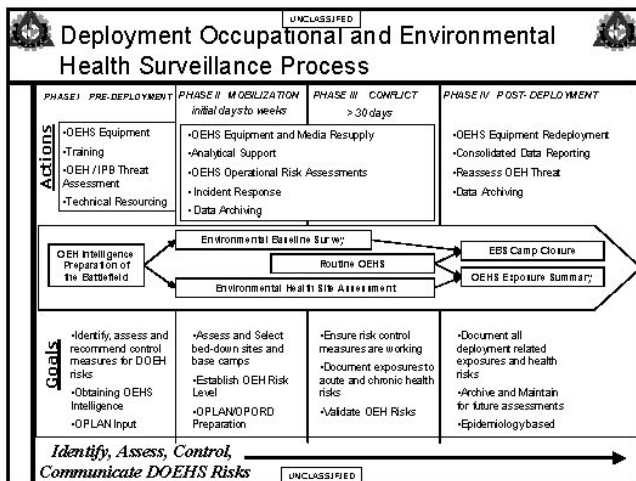 UNCLASSIFIED
Deployment Occupational and Environmental
Health Surveillance Process
PHASE I PRE-DEPLOYMENT
PHASE II MOBILIZATION
initial days to weeks
PHASE III CONFLICT
> 30 days
PHASE IV POST-DEPLOYMENT
Actions
•OEHS Equipment
•Training
•OEH / IPB Threat
Assessment
•Technical Resourcing
•OEHS Equipment and Media Resupply
•Analytical Support
•OEHS Operational Risk Assessments
•Incident Response
•Data Archiving
•OEHS Equipment Redeployment
•Consolidated Data Reporting
•Reassess OEH Threat
•Data Archiving
OEH Intelligence
Preparation of
the Battlefield
Environmental Baseline Survey
Routine OEHS
Environmental Health Site Assessment
EBS Camp Closure
OEHS Exposure Summary
Goals
•Identify, assess and
recommend control
measures for DOEH
risks
•Obtaining OEHS
Intelligence
•OPLAN Input
•Assess and Select
bed-down sites and
base camps
•Establish OEH Risk
Level
•OPLAN/OPORD
Preparation
•Ensure risk control
measures are working
•Document exposures to
acute and chronic health
risks
•Validate OEH Risks
•Document all
deployment related
exposures and health
risks
•Archive and Maintain
for future assessments
•Epidemiology based
Identify, Assess, Control,
Communicate DOEHS Risks
UNCLASSIFIED